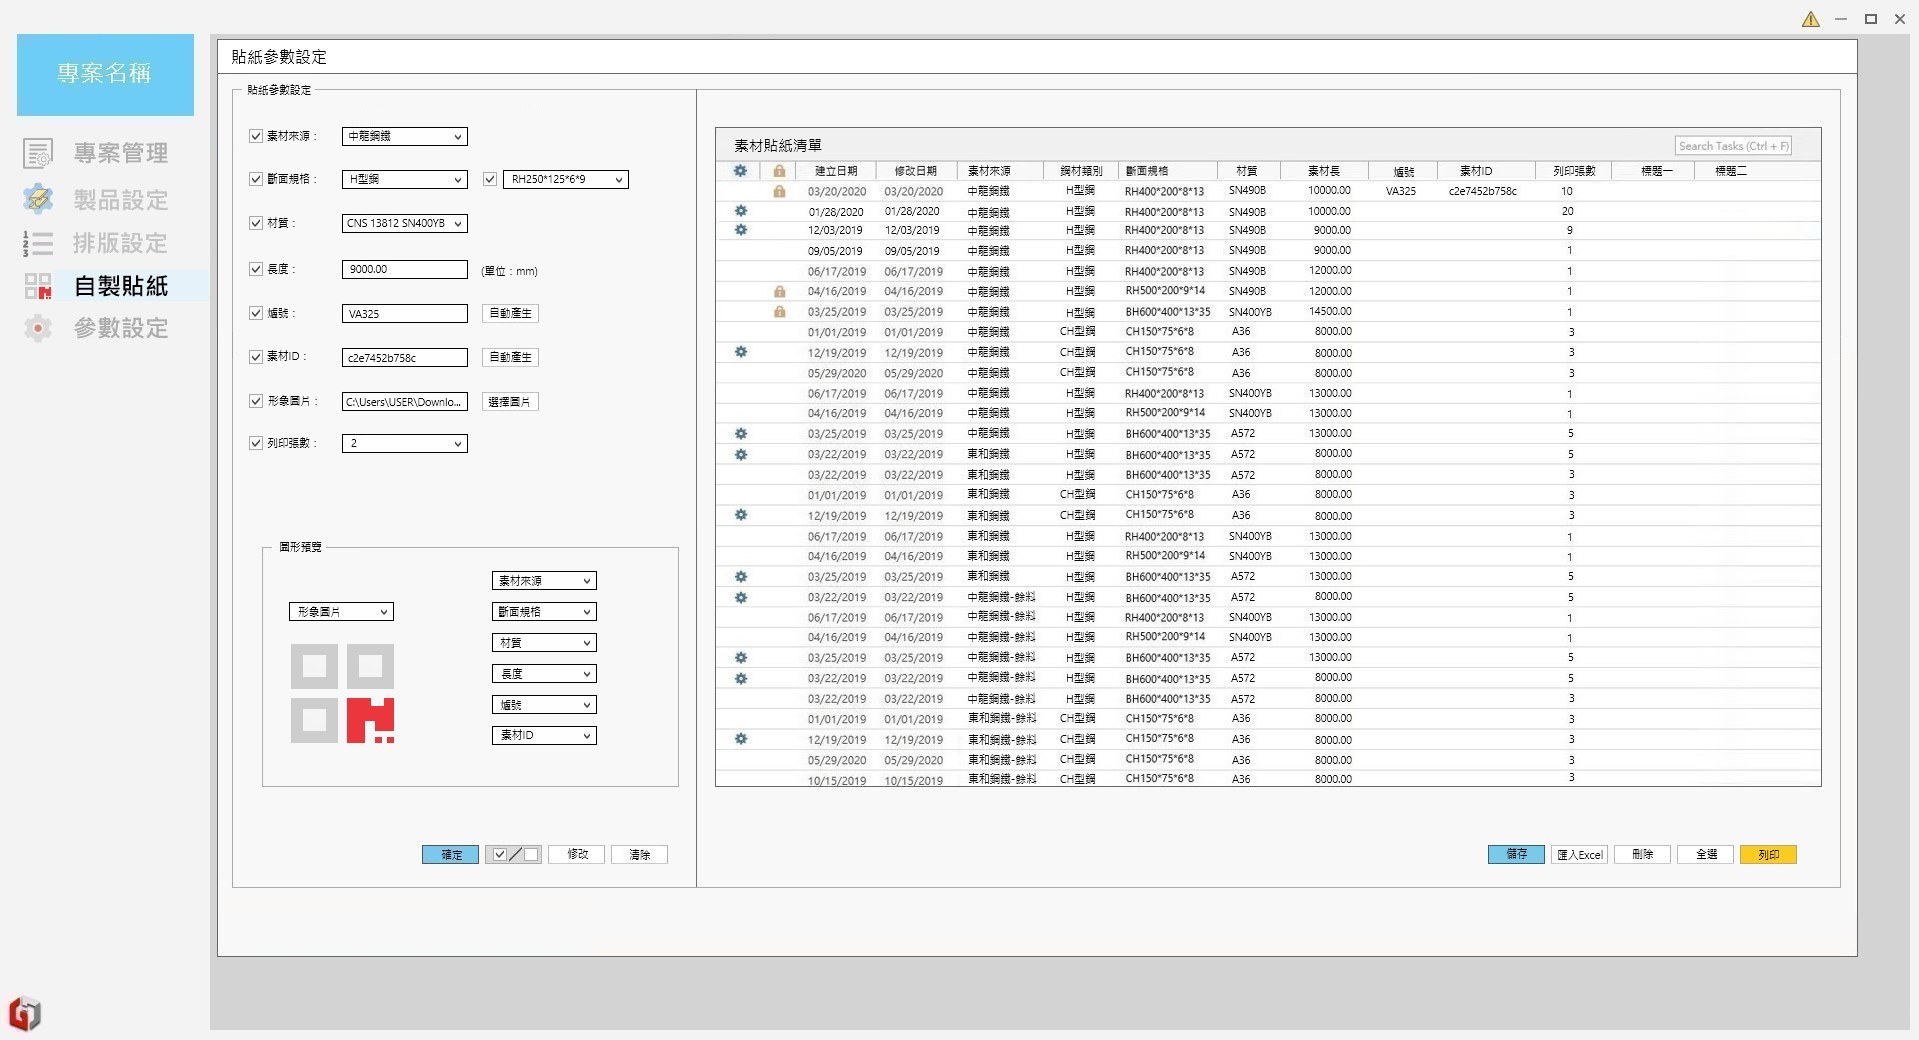 專案名稱
專案管理
製品設定
排版設定
自製貼紙
參數設定
貼紙參數設定
貼紙參數設定
素材來源： 中龍鋼鐵
斷面規格： H型鋼 RH250*125*6*9
材質： CNS 13812 SN400YB
長度： 9000.00 (單位：mm)
爐號： VA325 自動產生
素材ID： c2e7452b758c 自動產生
形象圖片： C:\Users\USER\Downlo... 選擇圖片
列印張數： 2
圖形預覽
形象圖片
素材來源
斷面規格
材質
長度
爐號
素材ID
確定 / 修改 清除
素材貼紙清單 Search Tasks (Ctrl + F)
建立日期 修改日期 素材來源 鋼材類別 斷面規格 材質 素材長 爐號 素材ID 列印張數 標題一 標題二
03/20/2020 03/20/2020 中龍鋼鐵 H型鋼 RH400*200*8*13 SN490B 10000.00 VA325 c2e7452b758c 10
01/28/2020 01/28/2020 中龍鋼鐵 H型鋼 RH400*200*8*13 SN490B 10000.00 20
12/03/2019 12/03/2019 中龍鋼鐵 H型鋼 RH400*200*8*13 SN490B 9000.00 9
09/05/2019 09/05/2019 中龍鋼鐵 H型鋼 RH400*200*8*13 SN490B 9000.00 1
06/17/2019 06/17/2019 中龍鋼鐵 H型鋼 RH400*200*8*13 SN490B 12000.00 1
04/16/2019 04/16/2019 中龍鋼鐵 H型鋼 RH500*200*9*14 SN490B 12000.00 1
03/25/2019 03/25/2019 中龍鋼鐵 H型鋼 BH600*400*13*35 SN400YB 14500.00 1
01/01/2019 01/01/2019 中龍鋼鐵 CH型鋼 CH150*75*6*8 A36 8000.00 3
12/19/2019 12/19/2019 中龍鋼鐵 CH型鋼 CH150*75*6*8 A36 8000.00 3
05/29/2020 05/29/2020 中龍鋼鐵 CH型鋼 CH150*75*6*8 A36 8000.00 3
06/17/2019 06/17/2019 中龍鋼鐵 H型鋼 RH400*200*8*13 SN400YB 13000.00 1
04/16/2019 04/16/2019 中龍鋼鐵 H型鋼 RH500*200*9*14 SN400YB 13000.00 1
03/25/2019 03/25/2019 中龍鋼鐵 H型鋼 BH600*400*13*35 A572 13000.00 5
03/22/2019 03/22/2019 東和鋼鐵 H型鋼 BH600*400*13*35 A572 8000.00 5
03/22/2019 03/22/2019 東和鋼鐵 H型鋼 BH600*400*13*35 A572 8000.00 3
01/01/2019 01/01/2019 東和鋼鐵 CH型鋼 CH150*75*6*8 A36 8000.00 3
12/19/2019 12/19/2019 東和鋼鐵 CH型鋼 CH150*75*6*8 A36 8000.00 3
06/17/2019 06/17/2019 東和鋼鐵 H型鋼 RH400*200*8*13 SN400YB 13000.00 1
04/16/2019 04/16/2019 東和鋼鐵 H型鋼 RH500*200*9*14 SN400YB 13000.00 1
03/25/2019 03/25/2019 東和鋼鐵 H型鋼 BH600*400*13*35 A572 13000.00 5
03/22/2019 03/22/2019 中龍鋼鐵-餘料 H型鋼 BH600*400*13*35 A572 8000.00 5
06/17/2019 06/17/2019 中龍鋼鐵-餘料 H型鋼 RH400*200*8*13 SN400YB 13000.00 1
04/16/2019 04/16/2019 中龍鋼鐵-餘料 H型鋼 RH500*200*9*14 SN400YB 13000.00 1
03/25/2019 03/25/2019 中龍鋼鐵-餘料 H型鋼 BH600*400*13*35 A572 13000.00 5
03/22/2019 03/22/2019 中龍鋼鐵-餘料 H型鋼 BH600*400*13*35 A572 8000.00 5
03/22/2019 03/22/2019 中龍鋼鐵-餘料 H型鋼 BH600*400*13*35 A572 8000.00 3
01/01/2019 01/01/2019 東和鋼鐵-餘料 CH型鋼 CH150*75*6*8 A36 8000.00 3
12/19/2019 12/19/2019 東和鋼鐵-餘料 CH型鋼 CH150*75*6*8 A36 8000.00 3
05/29/2020 05/29/2020 東和鋼鐵-餘料 CH型鋼 CH150*75*6*8 A36 8000.00 3
10/15/2019 10/15/2019 東和鋼鐵-餘料 CH型鋼 CH150*75*6*8 A36 8000.00 3
儲存 匯入Excel 刪除 全選 列印